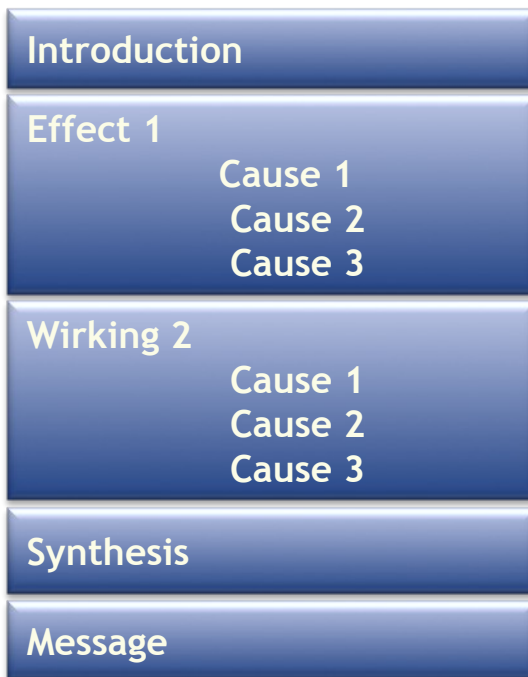 Introduction
Effect 1
Cause 1
Cause 2
Cause 3
Wirking 2
Cause 1
Cause 2
Cause 3
Synthesis
Message